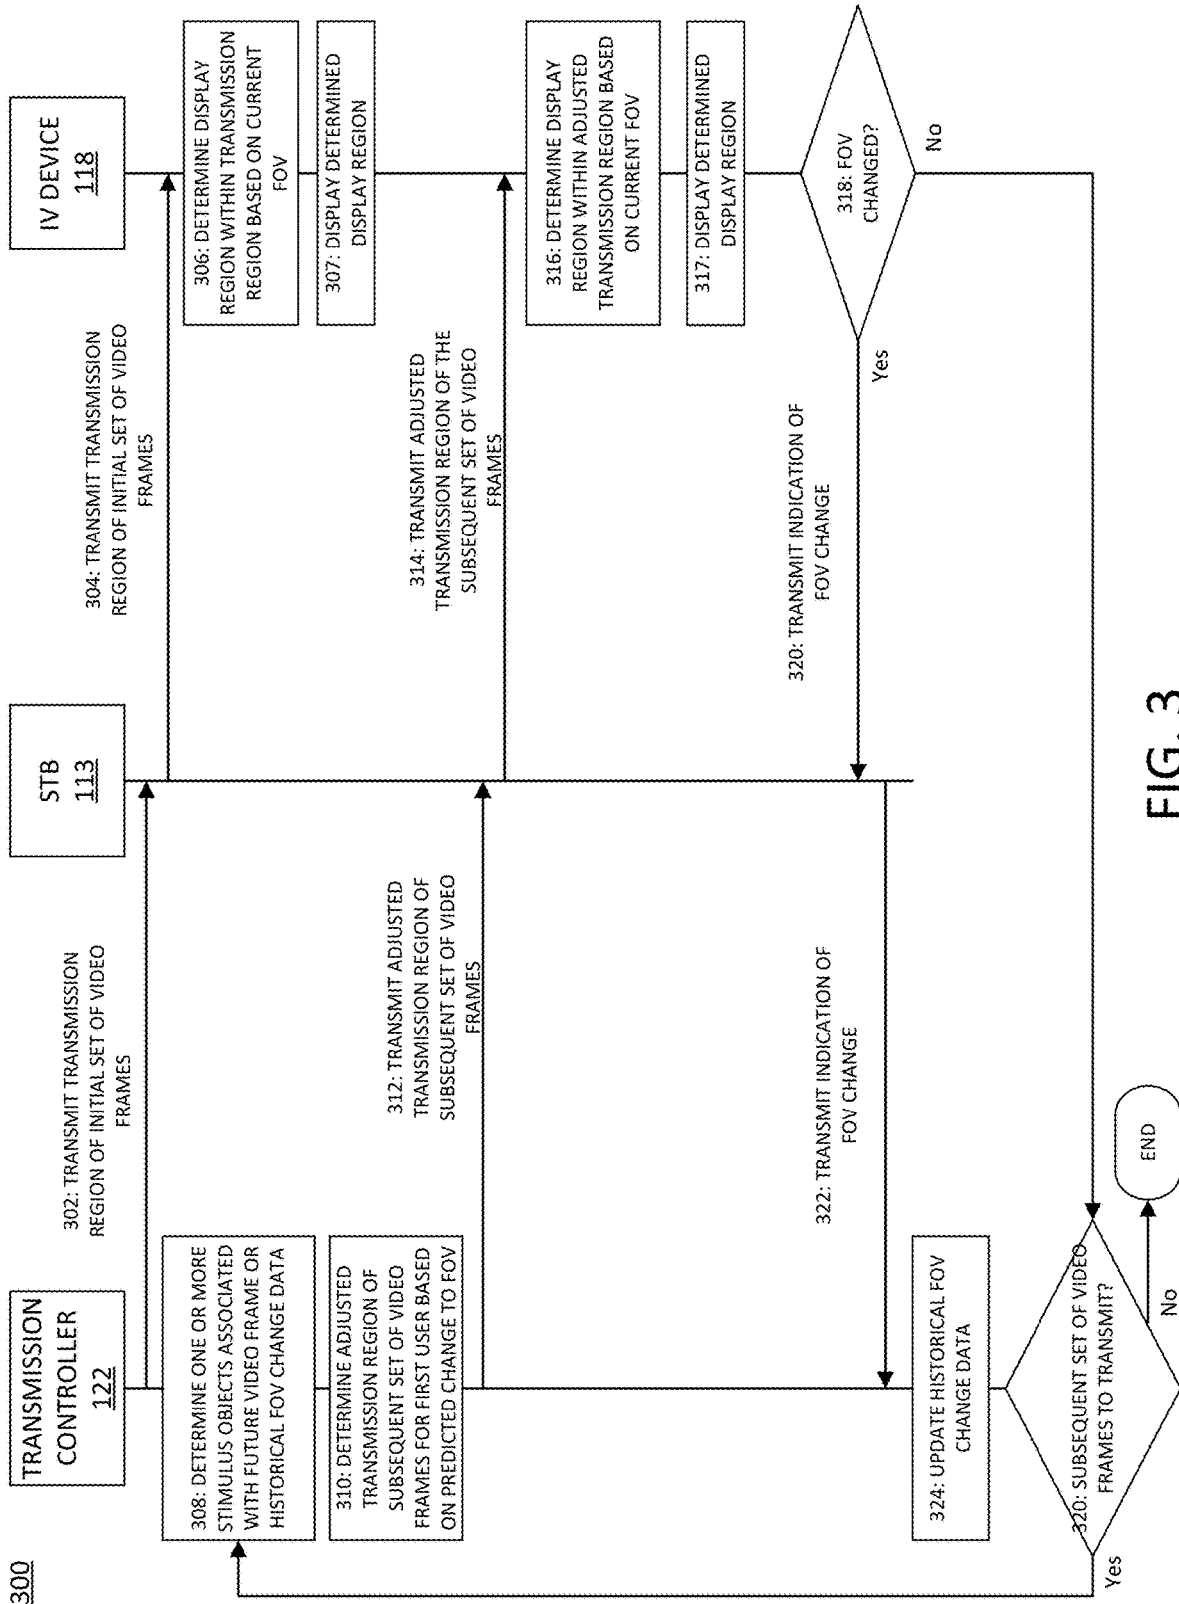 300
TRANSMISSION
CONTROLLER
122
STB
113
IV DEVICE
118
302: TRANSMIT TRANSMISSION
REGION OF INITIAL SET OF VIDEO
FRAMES
304: TRANSMIT TRANSMISSION
REGION OF INITIAL SET OF VIDEO
FRAMES
306: DETERMINE DISPLAY
REGION WITHIN TRANSMISSION
REGION BASED ON CURRENT
FOV
307: DISPLAY DETERMINED
DISPLAY REGION
308: DETERMINE ONE OR MORE
STIMULUS OBJECTS ASSOCIATED
WITH FUTURE VIDEO FRAME OR
HISTORICAL FOV CHANGE DATA
310: DETERMINE ADJUSTED
TRANSMISSION REGION OF
SUBSEQUENT SET OF VIDEO
FRAMES FOR FIRST USER BASED
ON PREDICTED CHANGE TO FOV
312: TRANSMIT ADJUSTED
TRANSMISSION REGION OF
SUBSEQUENT SET OF VIDEO
FRAMES
314: TRANSMIT ADJUSTED
TRANSMISSION REGION OF THE
SUBSEQUENT SET OF VIDEO
FRAMES
316: DETERMINE DISPLAY
REGION WITHIN ADJUSTED
TRANSMISSION REGION BASED
ON CURRENT FOV
317: DISPLAY DETERMINED
DISPLAY REGION
318: FOV
CHANGED?
Yes
No
320: TRANSMIT INDICATION OF
FOV CHANGE
322: TRANSMIT INDICATION OF
FOV CHANGE
324: UPDATE HISTORICAL FOV
CHANGE DATA
320: SUBSEQUENT SET OF VIDEO
FRAMES TO TRANSMIT?
Yes
No
END
FIG. 3